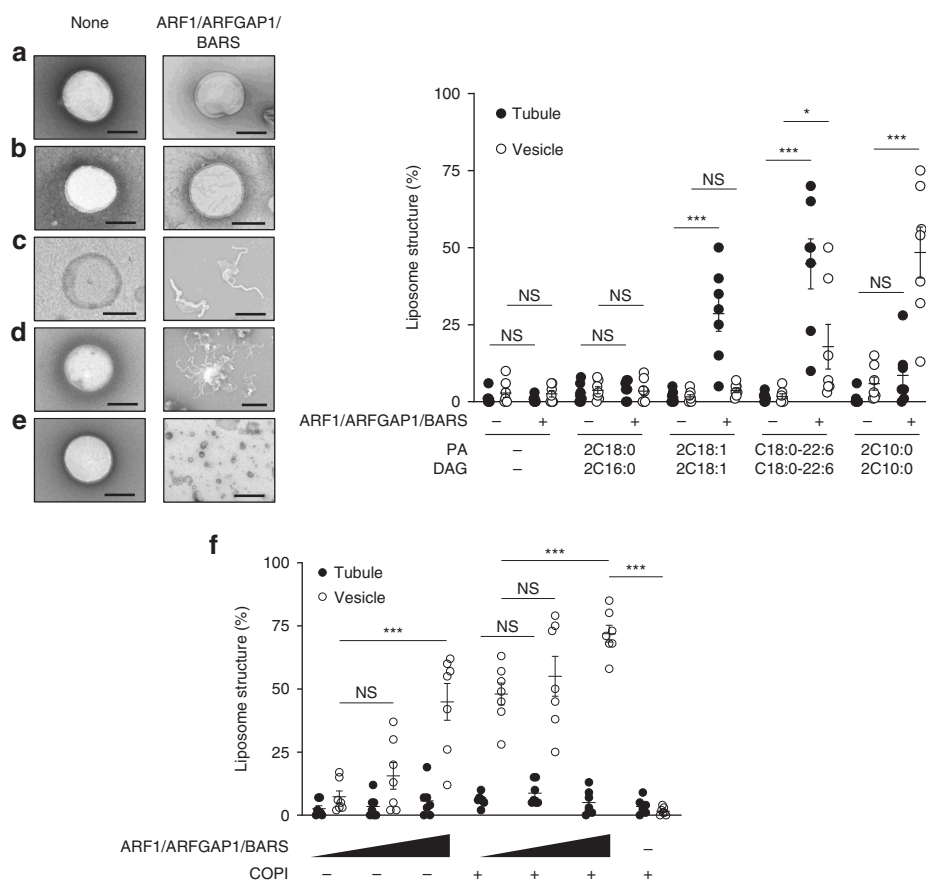 None
ARF1/ARFGAP1/
BARS
a
b
c
d
e
Liposome structure (%)
100
75
50
25
0
Tubule
Vesicle
NS
NS
NS
NS
***
NS
***
*
NS
***
ARF1/ARFGAP1/BARS – + – + – + – + – +
PA – 2C18:0 2C18:1 C18:0-22:6 2C10:0
DAG – 2C16:0 2C18:1 C18:0-22:6 2C10:0
f
Liposome structure (%)
100
75
50
25
0
Tubule
Vesicle
NS
***
NS
NS
***
***
ARF1/ARFGAP1/BARS –
COPI – – – + + + +